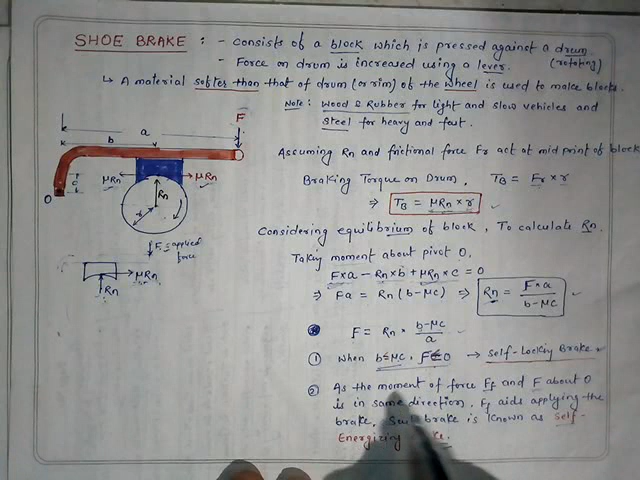 SHOE BRAKE : - Consists of a block which is pressed against a drum.
- Force on drum is increased using a lever. (rotating)
↳ A material softer than that of drum (or rim) of the wheel is used to make blocks.
Note: Wood & Rubber for light and slow vehicles and
Steel for heavy and fast.
F
a
b
c
O
μRn
μRn
Rn
r
F is applied
force
μRn
Rn
Assuming Rn and frictional force Fr act at mid point of block
Braking Torque on Drum, TB = Fr × r
⇒ TB = μRn × r
Considering equilibrium of block, To calculate Rn.
Taking moment about pivot O,
F×a − Rn×b + μRn×c = 0
⇒ Fa = Rn (b−μc) ⇒ Rn = F×a / b−μc
F = Rn × b−μc / a
① When b≤μc, F≤0 → Self-Locking Brake
② As the moment of force Ff and F about O
is in same direction. Ff aids applying the
brake. brake is known as Self-
Energizing